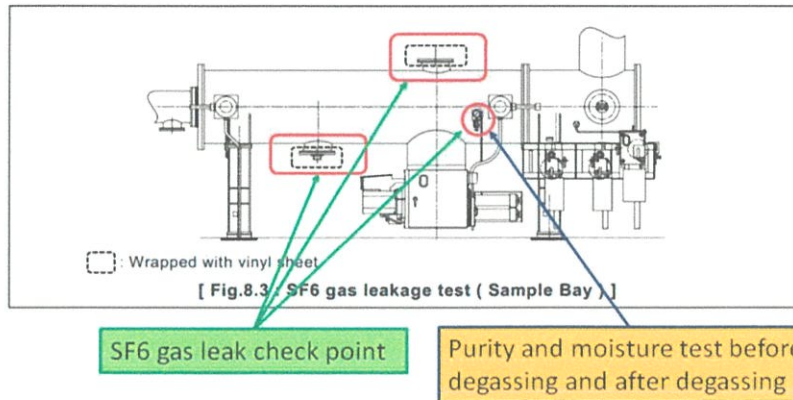 : Wrapped with vinyl sheet
[ Fig.8.3 : SF6 gas leakage test ( Sample Bay ) ]
SF6 gas leak check point
Purity and moisture test before
degassing and after degassing